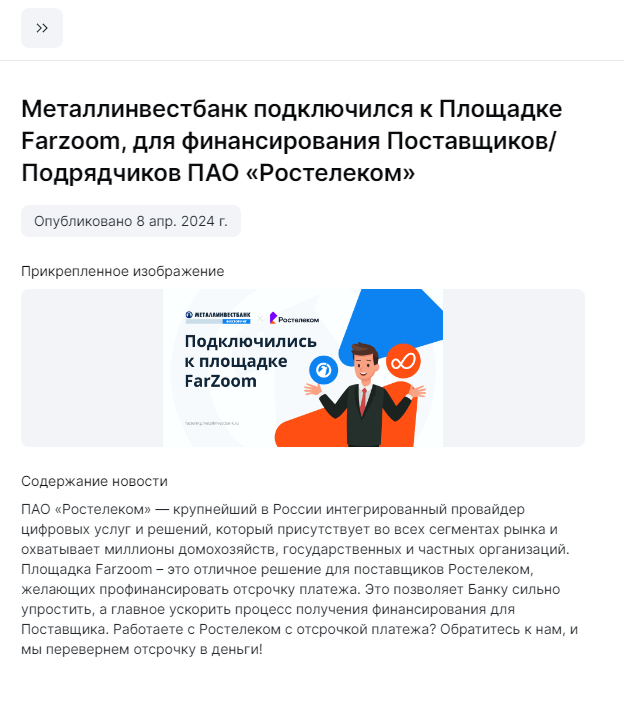 Металлинвестбанк подключился к Площадке
Farzoom, для финансирования Поставщиков/
Подрядчиков ПАО «Ростелеком»
Опубликовано 8 апр. 2024 г.
Прикрепленное изображение
МЕТАЛЛИНВЕСТБАНК
Ростелеком
Подключились
к площадке
FarZoom
Содержание новости
ПАО «Ростелеком» — крупнейший в России интегрированный провайдер
цифровых услуг и решений, который присутствует во всех сегментах рынка и
охватывает миллионы домохозяйств, государственных и частных организаций.
Площадка Farzoom – это отличное решение для поставщиков Ростелеком,
желающих профинансировать отсрочку платежа. Это позволяет Банку сильно
упростить, а главное ускорить процесс получения финансирования для
Поставщика. Работаете с Ростелеком с отсрочкой платежа? Обратитесь к нам, и
мы перевернем отсрочку в деньги!